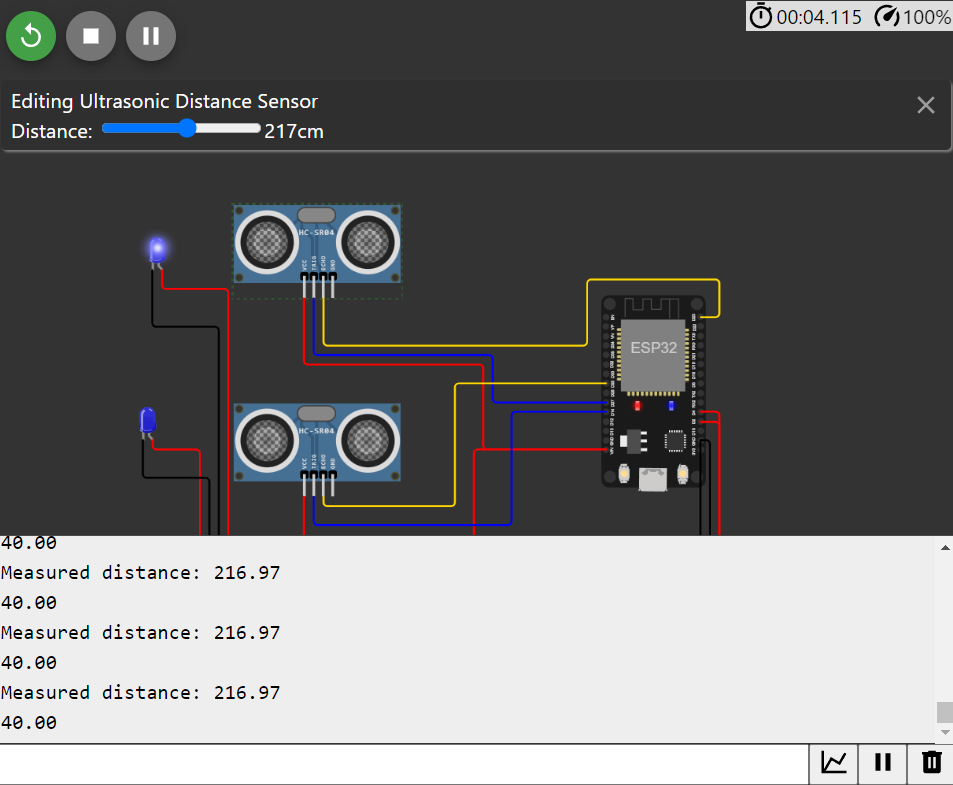 00:04.115 100%
Editing Ultrasonic Distance Sensor
Distance: 217cm
HC-SR04
VCC
TRIG
ECHO
GND
ESP32
HC-SR04
VCC
TRIG
ECHO
GND
40.00
Measured distance: 216.97
40.00
Measured distance: 216.97
40.00
Measured distance: 216.97
40.00